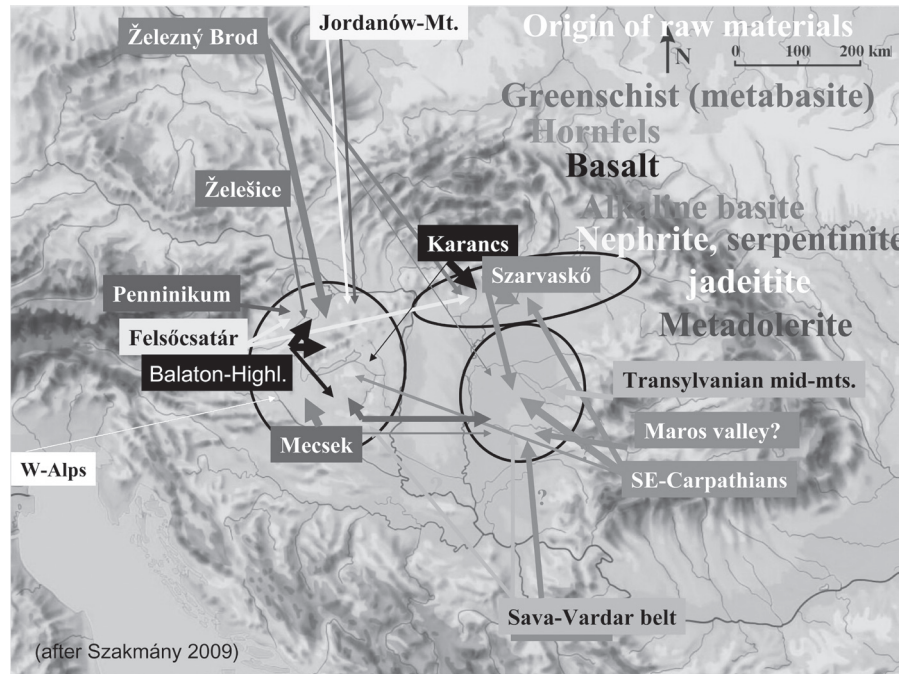 Origin of raw materials
N
0 100 200 km
Železný Brod
Jordanów-Mt.
Greenschist (metabasite)
Hornfels
Basalt
Želešice
Alkaline basite
Karancs
Nephrite, serpentinite
Szarvaskő
jadeitite
Penninikum
Metadolerite
Felsőcsatár
Balaton-Highl.
Transylvanian mid-mts.
Maros valley?
Mecsek
W-Alps
SE-Carpathians
?
?
Sava-Vardar belt
(after Szakmány 2009)